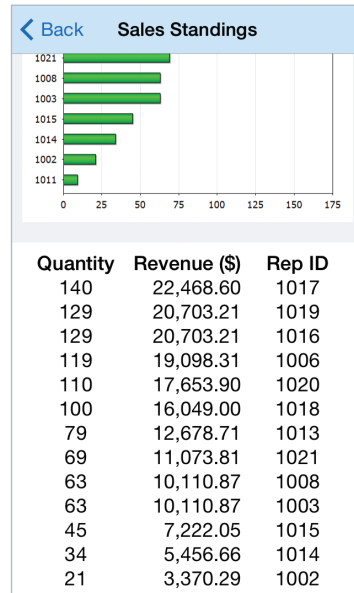 Back Sales Standings
1021
1008
1003
1015
1014
1002
1011
0 25 50 75 100 125 150 175
Quantity Revenue ($) Rep ID
140 22,468.60 1017
129 20,703.21 1019
129 20,703.21 1016
119 19,098.31 1006
110 17,653.90 1020
100 16,049.00 1018
79 12,678.71 1013
69 11,073.81 1021
63 10,110.87 1008
63 10,110.87 1003
45 7,222.05 1015
34 5,456.66 1014
21 3,370.29 1002